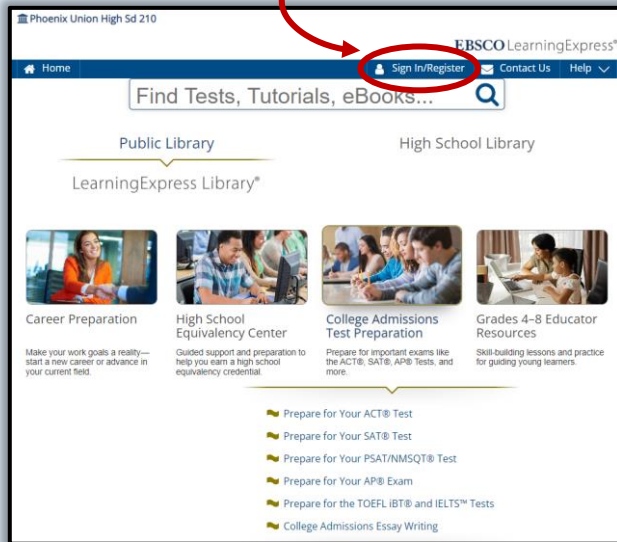 Phoenix Union High Sd 210
EBSCO LearningExpress®
Home
Sign In/Register
Contact Us
Help
Find Tests, Tutorials, eBooks...
Public Library
High School Library
LearningExpress Library®
Career Preparation
Make your work goals a reality—
start a new career or advance in
your current field.
High School
Equivalency Center
Guided support and preparation to
help you earn a high school
equivalency credential.
College Admissions
Test Preparation
Prepare for important exams like
the ACT®, SAT®, AP® Tests, and
more.
Grades 4–8 Educator
Resources
Skill-building lessons and practice
for guiding young learners.
Prepare for Your ACT® Test
Prepare for Your SAT® Test
Prepare for Your PSAT/NMSQT® Test
Prepare for Your AP® Exam
Prepare for the TOEFL iBT® and IELTS™ Tests
College Admissions Essay Writing